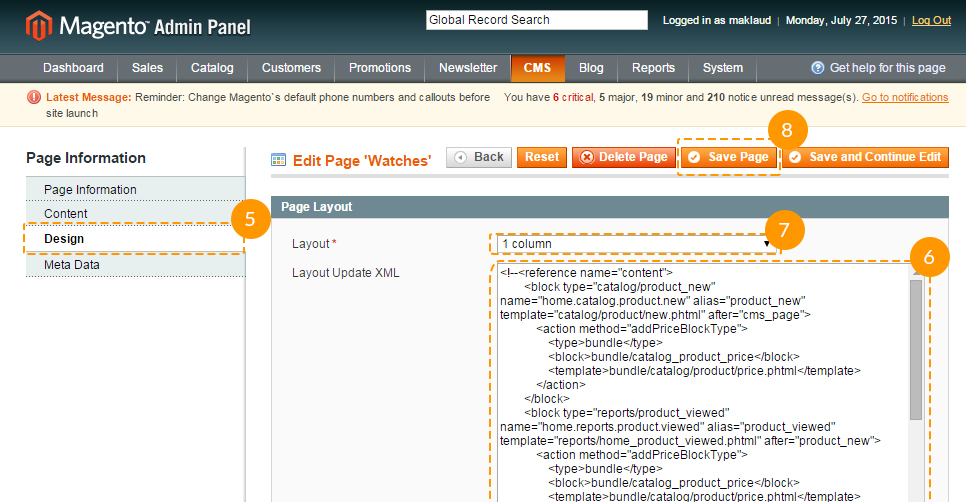 Magento™ Admin Panel
Global Record Search
Logged in as maklaud | Monday, July 27, 2015 | Log Out
Dashboard Sales Catalog Customers Promotions Newsletter CMS Blog Reports System Get help for this page
Latest Message: Reminder: Change Magento`s default phone numbers and callouts before site launch
You have 6 critical, 5 major, 19 minor and 210 notice unread message(s). Go to notifications
8
Page Information
Edit Page 'Watches'
Back Reset Delete Page Save Page Save and Continue Edit
Page Information
Content
5
Design
Meta Data
Page Layout
7
Layout *
1 column
6
Layout Update XML
<!--<reference name="content">
<block type="catalog/product_new"
name="home.catalog.product.new" alias="product_new"
template="catalog/product/new.phtml" after="cms_page">
<action method="addPriceBlockType">
<type>bundle</type>
<block>bundle/catalog_product_price</block>
<template>bundle/catalog/product/price.phtml</template>
</action>
</block>
<block type="reports/product_viewed"
name="home.reports.product.viewed" alias="product_viewed"
template="reports/home_product_viewed.phtml" after="product_new">
<action method="addPriceBlockType">
<type>bundle</type>
<block>bundle/catalog_product_price</block>
<template>bundle/catalog/product/price.phtml</template>